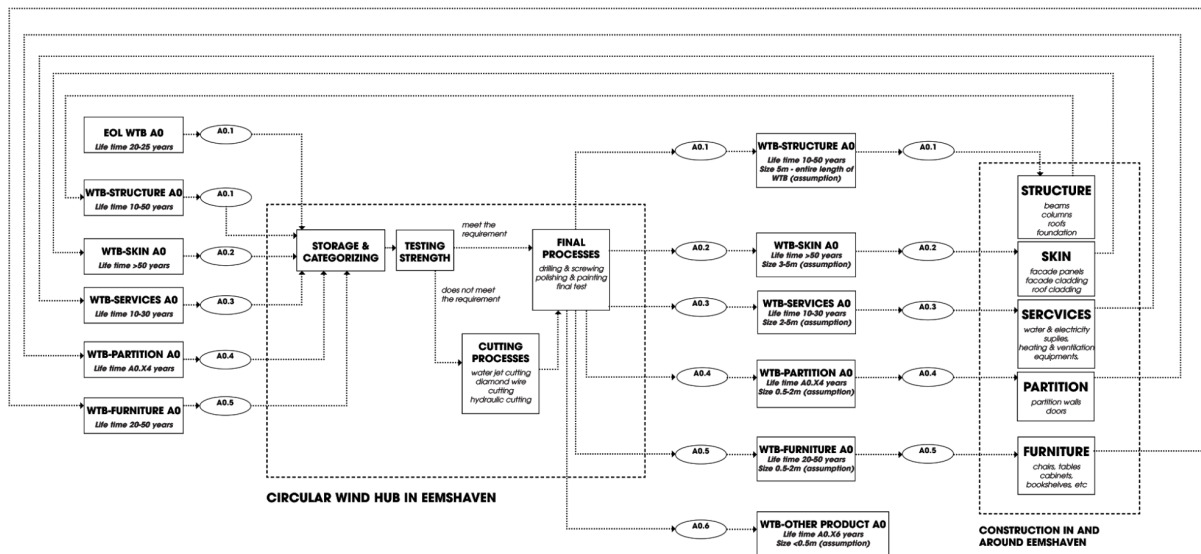 EOL WTB A0
Life time 20-25 years
A0.1
WTB-STRUCTURE A0
Life time 10-50 years
A0.1
WTB-SKIN A0
Life time >50 years
A0.2
WTB-SERVICES A0
Life time 10-30 years
A0.3
WTB-PARTITION A0
Life time A0.X4 years
A0.4
WTB-FURNITURE A0
Life time 20-50 years
A0.5
STORAGE &
CATEGORIZING
TESTING
STRENGTH
meet the
requirement
does not meet
the requirement
CUTTING
PROCESSES
water jet cutting
diamond wire
cutting
hydraulic cutting
FINAL
PROCESSES
drilling & screwing
polishing & painting
final test
CIRCULAR WIND HUB IN EEMSHAVEN
A0.1
WTB-STRUCTURE A0
Life time 10-50 years
Size 5m - entire length of
WTB (assumption)
A0.1
A0.2
WTB-SKIN A0
Life time >50 years
Size 3-5m (assumption)
A0.2
A0.3
WTB-SERVICES A0
Life time 10-30 years
Size 2-5m (assumption)
A0.3
A0.4
WTB-PARTITION A0
Life time A0.X4 years
Size 0.5-2m (assumption)
A0.4
A0.5
WTB-FURNITURE A0
Life time 20-50 years
Size 0.5-2m (assumption)
A0.5
A0.6
WTB-OTHER PRODUCT A0
Life time A0.X6 years
Size <0.5m (assumption)
STRUCTURE
beams
columns
roofs
foundation
SKIN
facade panels
facade cladding
roof cladding
SERCVICES
water & electricity
suplies,
heating & ventilation
equipments,
PARTITION
partition walls
doors
FURNITURE
chairs, tables
cabinets,
bookshelves, etc
CONSTRUCTION IN AND
AROUND EEMSHAVEN